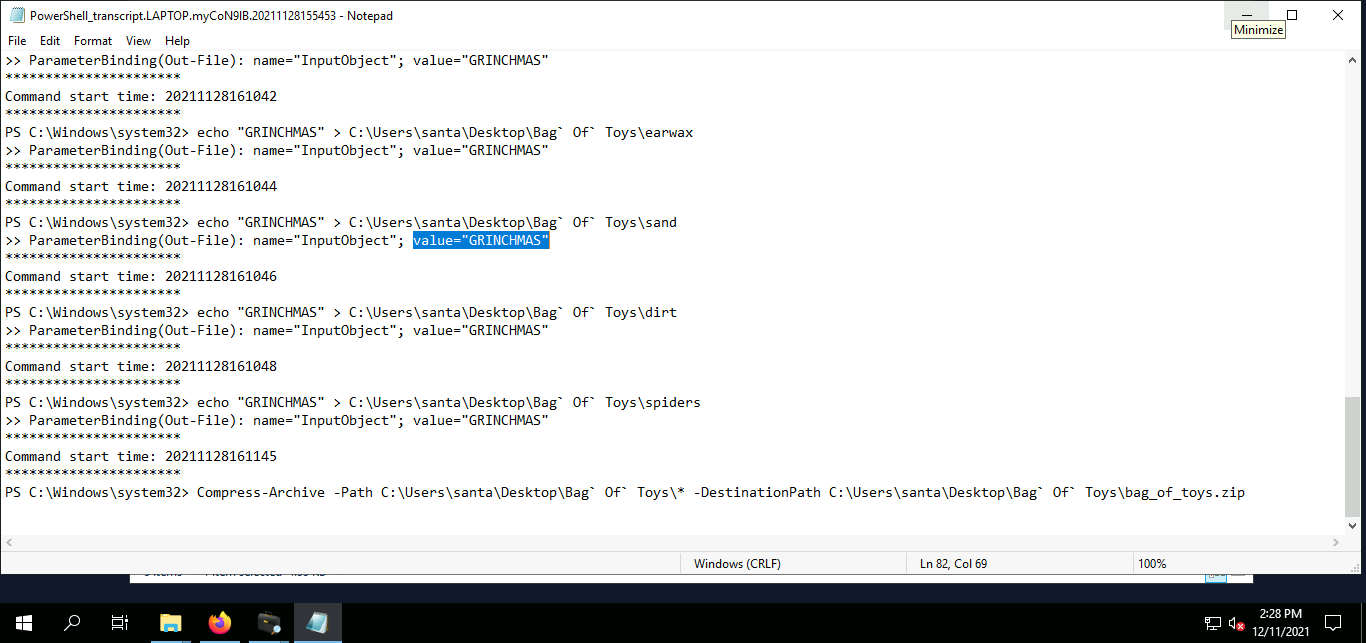 PowerShell_transcript.LAPTOP.myCoN9IB.20211128155453 - Notepad
Minimize
File Edit Format View Help
>> ParameterBinding(Out-File): name="InputObject"; value="GRINCHMAS"
**********************
Command start time: 20211128161042
**********************
PS C:\Windows\system32> echo "GRINCHMAS" > C:\Users\santa\Desktop\Bag` Of` Toys\earwax
>> ParameterBinding(Out-File): name="InputObject"; value="GRINCHMAS"
**********************
Command start time: 20211128161044
**********************
PS C:\Windows\system32> echo "GRINCHMAS" > C:\Users\santa\Desktop\Bag` Of` Toys\sand
>> ParameterBinding(Out-File): name="InputObject"; value="GRINCHMAS"
**********************
Command start time: 20211128161046
**********************
PS C:\Windows\system32> echo "GRINCHMAS" > C:\Users\santa\Desktop\Bag` Of` Toys\dirt
>> ParameterBinding(Out-File): name="InputObject"; value="GRINCHMAS"
**********************
Command start time: 20211128161048
**********************
PS C:\Windows\system32> echo "GRINCHMAS" > C:\Users\santa\Desktop\Bag` Of` Toys\spiders
>> ParameterBinding(Out-File): name="InputObject"; value="GRINCHMAS"
**********************
Command start time: 20211128161145
**********************
PS C:\Windows\system32> Compress-Archive -Path C:\Users\santa\Desktop\Bag` Of` Toys\* -DestinationPath C:\Users\santa\Desktop\Bag` Of` Toys\bag_of_toys.zip
Windows (CRLF) Ln 82, Col 69 100%
2:28 PM
12/11/2021